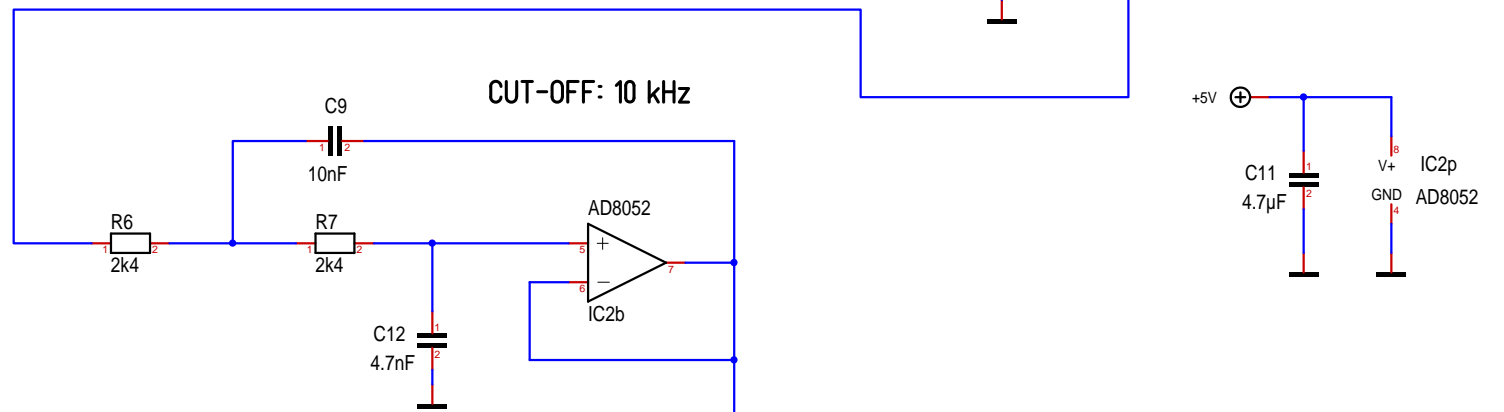 CUT-OFF: 10 kHz
C9
1 2
10nF
R6
1 2
2k4
R7
1 2
2k4
AD8052
5 +
6 −
7
IC2b
C12
1
2
4.7nF
+5V
C11
1
2
4.7µF
8
V+
GND
4
IC2p
AD8052